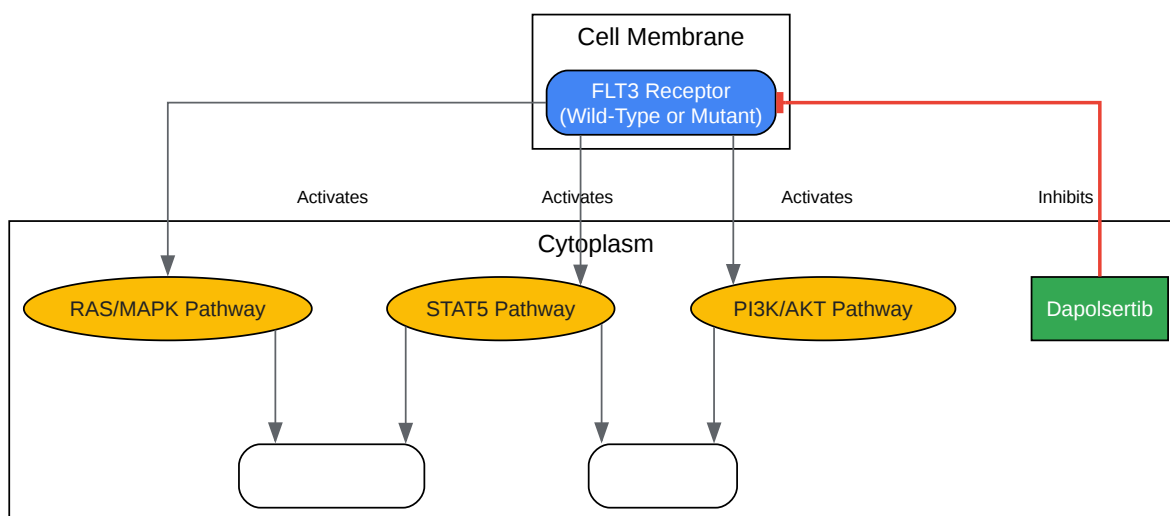 Cell Membrane
FLT3 Receptor
(Wild-Type or Mutant)
Activates
Activates
Activates
Inhibits
Cytoplasm
RAS/MAPK Pathway
STAT5 Pathway
PI3K/AKT Pathway
Dapolsertib